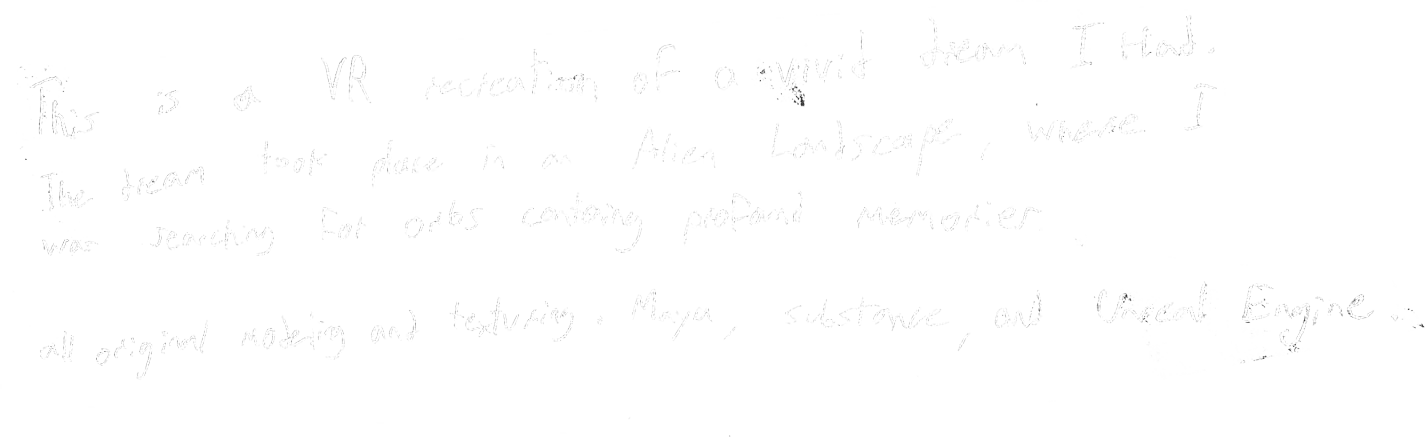 This is a VR recreation of a vivid dream I Had.
The dream took place in an Alien Landscape, where I
was searching For orbs containg profound memories.
all original modeling and texturing. Maya, substance, and Unreal Engine.